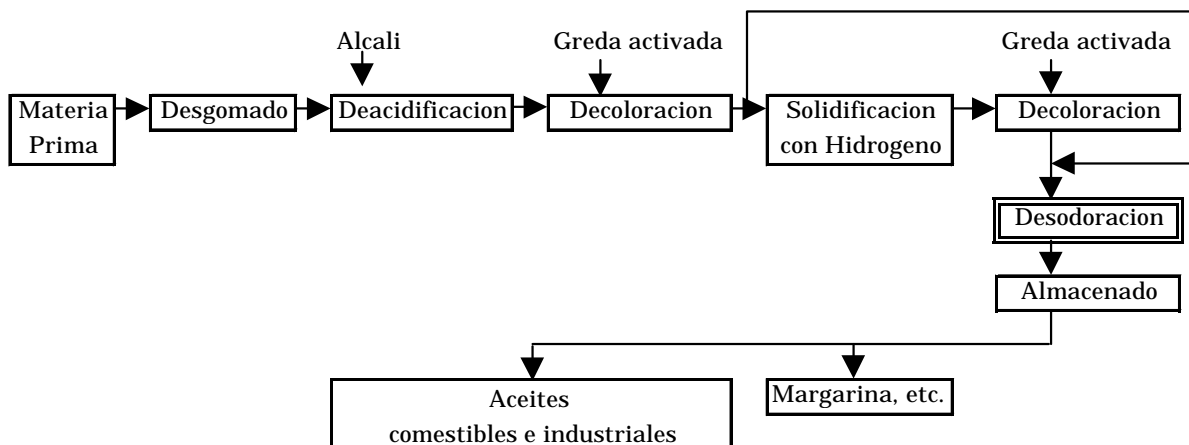 Alcali
Greda activada
Greda activada
Materia
Prima
Desgomado
Deacidificacion
Decoloracion
Solidificacion
con Hidrogeno
Decoloracion
Desodoracion
Almacenado
Aceites
comestibles e industriales
Margarina, etc.